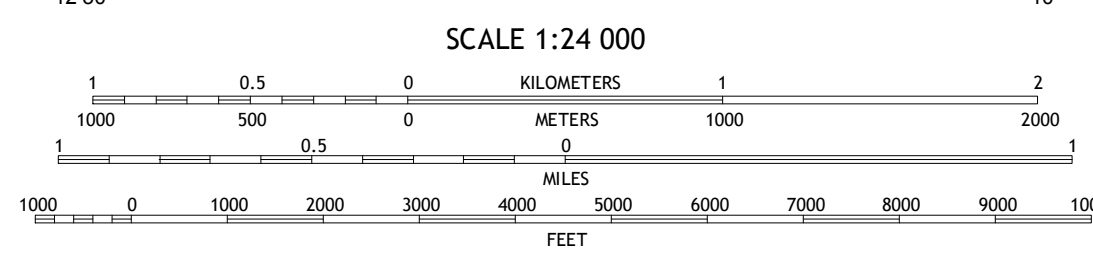 SCALE 1:24 000
1 0.5 0 KILOMETERS 1 2
1000 500 0 METERS 1000 2000
1 0.5 0 1
MILES
1000 0 1000 2000 3000 4000 5000 6000 7000 8000 9000
FEET